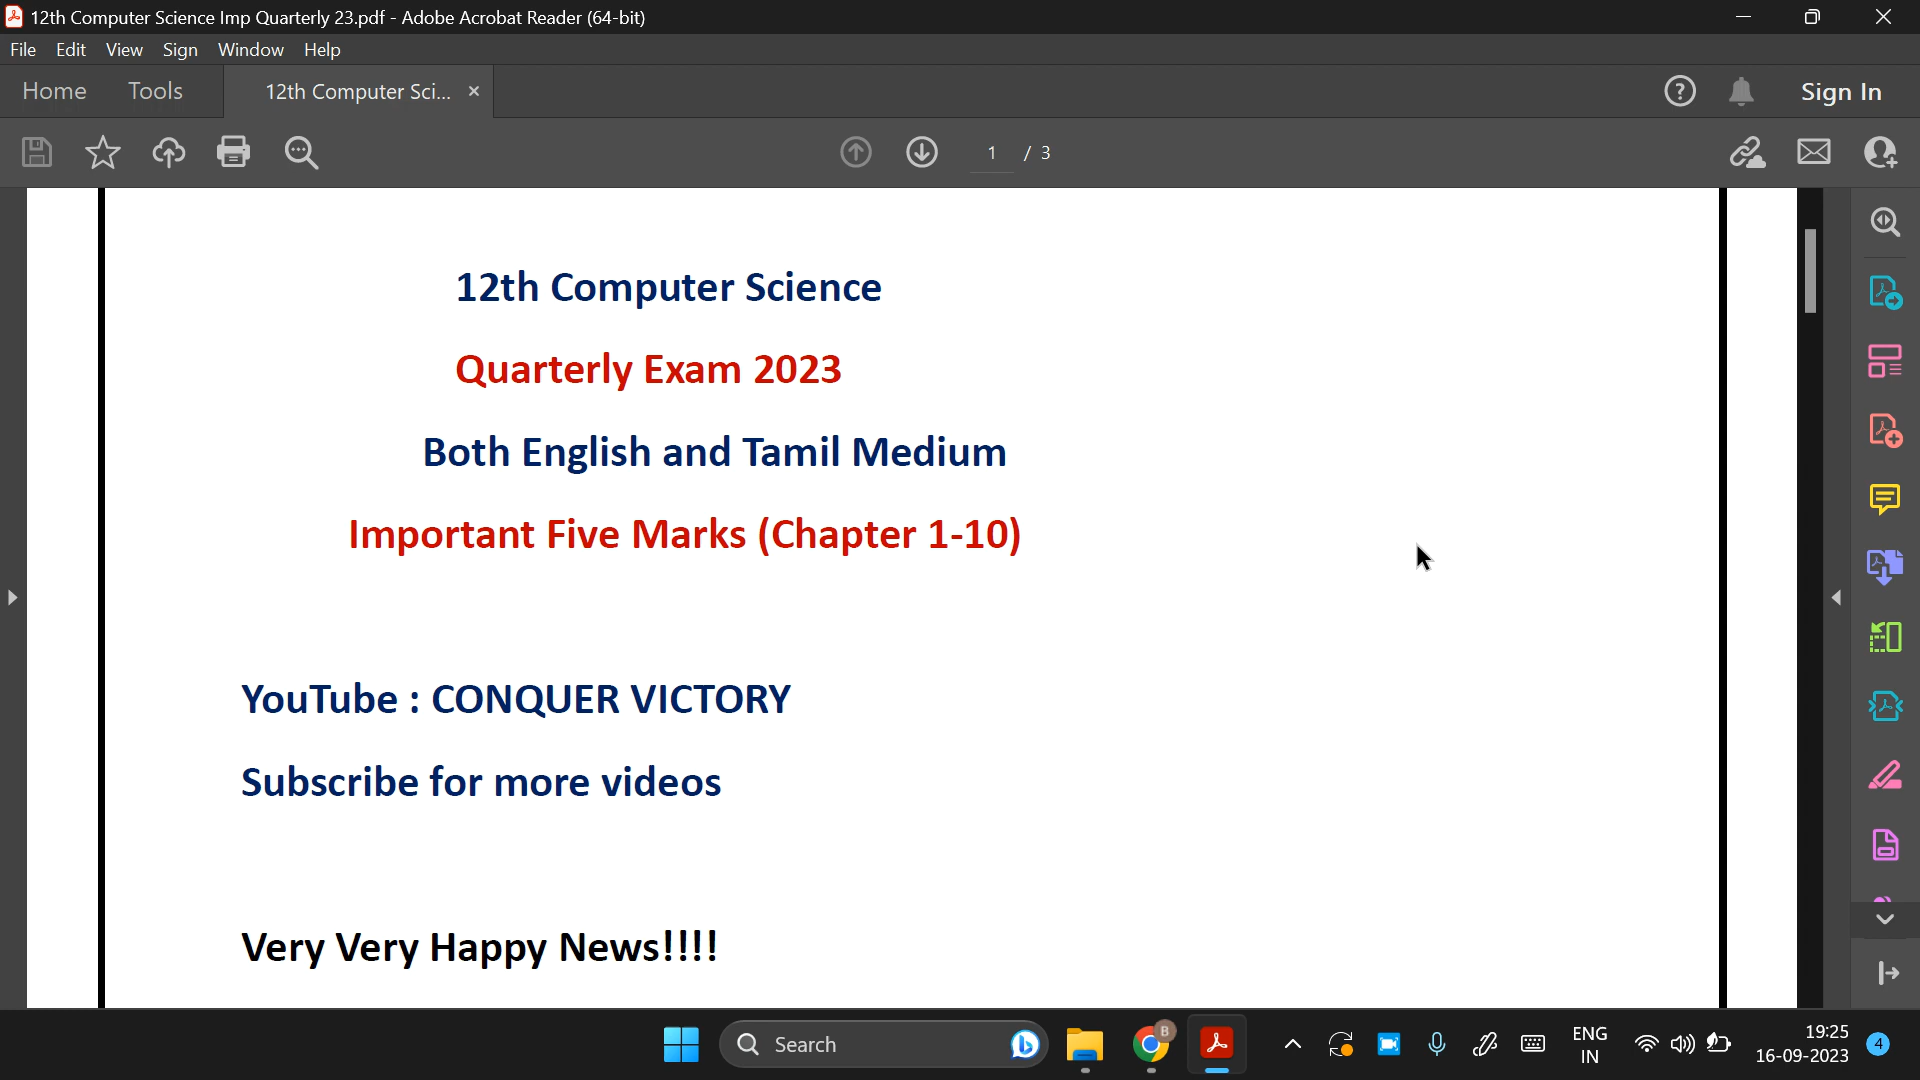 12th Computer Science Imp Quarterly 23.pdf - Adobe Acrobat Reader (64-bit)
File Edit View Sign Window Help
Home Tools 12th Computer Sci... × Sign In
1 / 3
12th Computer Science
Quarterly Exam 2023
Both English and Tamil Medium
Important Five Marks (Chapter 1-10)
YouTube : CONQUER VICTORY
Subscribe for more videos
Very Very Happy News!!!!
Search
B
ENG
IN
19:25
16-09-2023
4